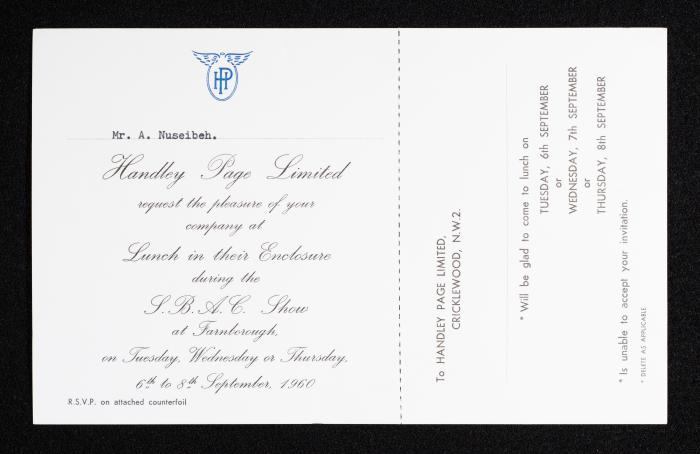 HP
Mr. A. Nuseibeh.
Handley Page Limited
request the pleasure of your
company at
Lunch in their Enclosure
during the
S.B.A.C. Show
at Farnborough,
on Tuesday, Wednesday or Thursday,
6th to 8th September, 1960
R.S.V.P. on attached counterfoil
To HANDLEY PAGE LIMITED,
CRICKLEWOOD, N.W.2.
* Will be glad to come to lunch on
TUESDAY, 6th SEPTEMBER
or
WEDNESDAY, 7th SEPTEMBER
or
THURSDAY, 8th SEPTEMBER
* Is unable to accept your invitation.
* DELETE AS APPLICABLE